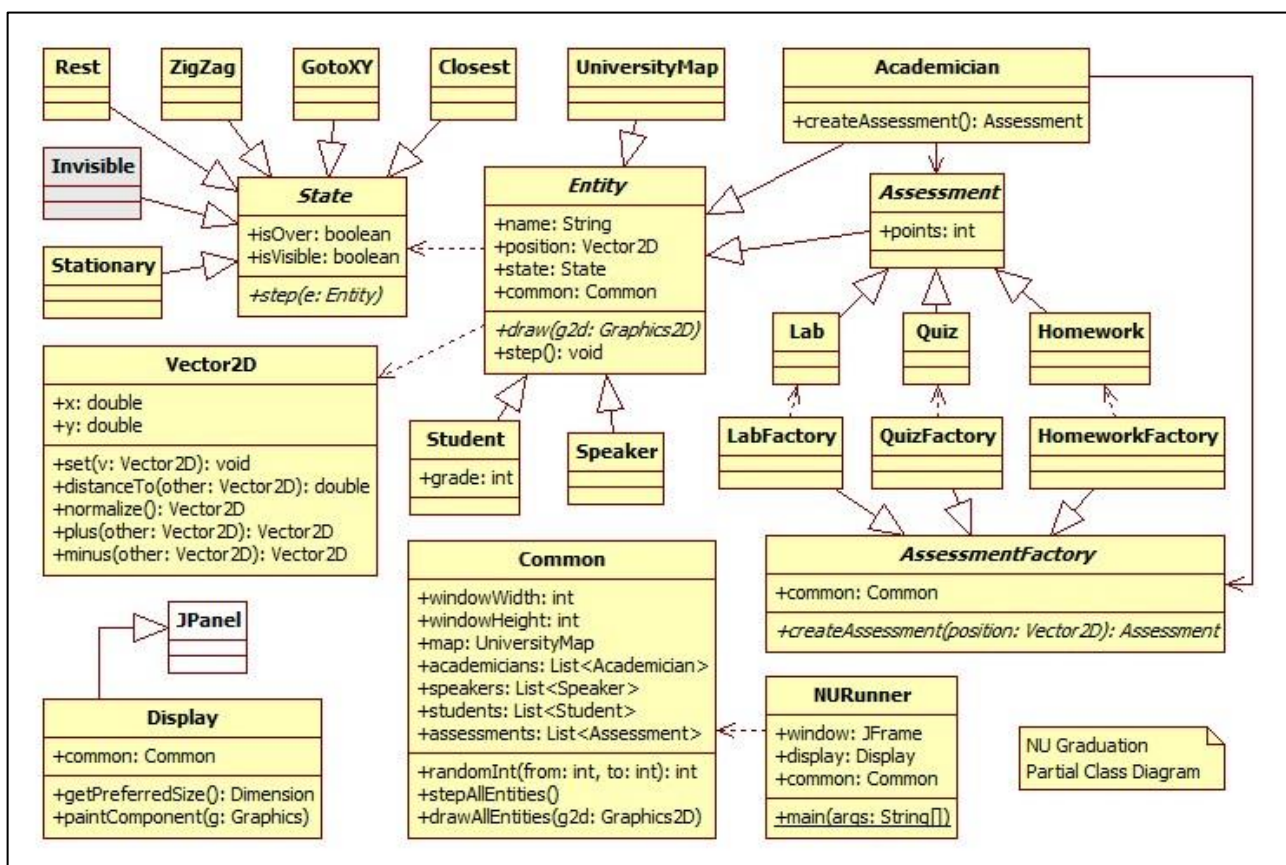 Rest
ZigZag
GotoXY
Closest
UniversityMap
Academician
+createAssessment(): Assessment
Invisible
State
+isOver: boolean
+isVisible: boolean
+step(e: Entity)
Stationary
Entity
+name: String
+position: Vector2D
+state: State
+common: Common
+draw(g2d: Graphics2D)
+step(): void
Assessment
+points: int
Lab
Quiz
Homework
Vector2D
+x: double
+y: double
+set(v: Vector2D): void
+distanceTo(other: Vector2D): double
+normalize(): Vector2D
+plus(other: Vector2D): Vector2D
+minus(other: Vector2D): Vector2D
Student
+grade: int
Speaker
LabFactory
QuizFactory
HomeworkFactory
AssessmentFactory
+common: Common
+createAssessment(position: Vector2D): Assessment
Common
+windowWidth: int
+windowHeight: int
+map: UniversityMap
+academicians: List<Academician>
+speakers: List<Speaker>
+students: List<Student>
+assessments: List<Assessment>
+randomInt(from: int, to: int): int
+stepAllEntities()
+drawAllEntities(g2d: Graphics2D)
JPanel
Display
+common: Common
+getPreferredSize(): Dimension
+paintComponent(g: Graphics)
NURunner
+window: JFrame
+display: Display
+common: Common
+main(args: String[])
NU Graduation
Partial Class Diagram